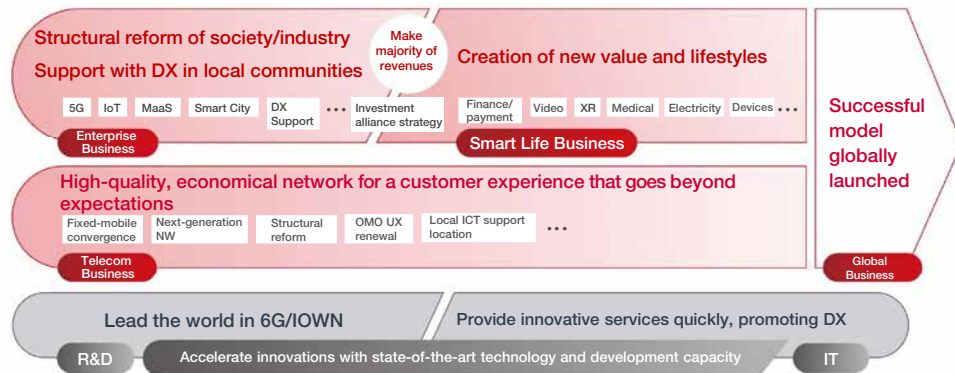 Structural reform of society/industry
Support with DX in local communities
Make
majority of
revenues
Creation of new value and lifestyles
5G
IoT
MaaS
Smart City
DX
Support
•••
Investment
alliance strategy
Finance/
payment
Video
XR
Medical
Electricity
Devices
•••
Enterprise
Business
Smart Life Business
Successful
model
globally
launched
High-quality, economical network for a customer experience that goes beyond
expectations
Fixed-mobile
convergence
Next-generation
NW
Structural
reform
OMO UX
renewal
Local ICT support
location
•••
Telecom
Business
Global
Business
Lead the world in 6G/IOWN
Provide innovative services quickly, promoting DX
R&D
Accelerate innovations with state-of-the-art technology and development capacity
IT